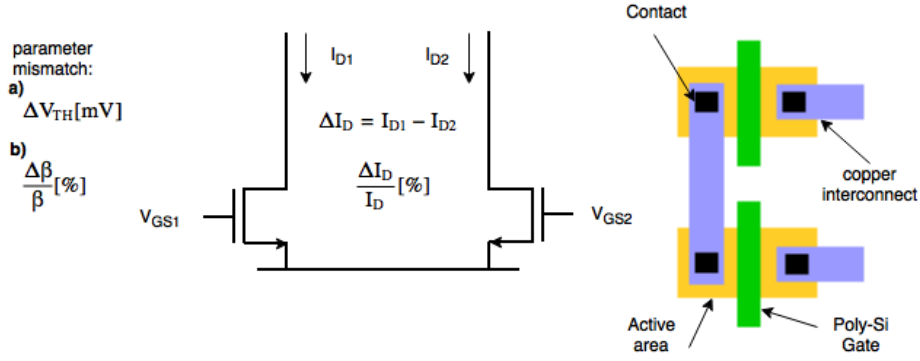 parameter
mismatch:
a)
ΔV_TH[mV]
b)
Δβ
β
[%]
I_D1
I_D2
ΔI_D = I_D1 − I_D2
ΔI_D
I_D
[%]
V_GS1
V_GS2
Contact
copper
interconnect
Active
area
Poly-Si
Gate